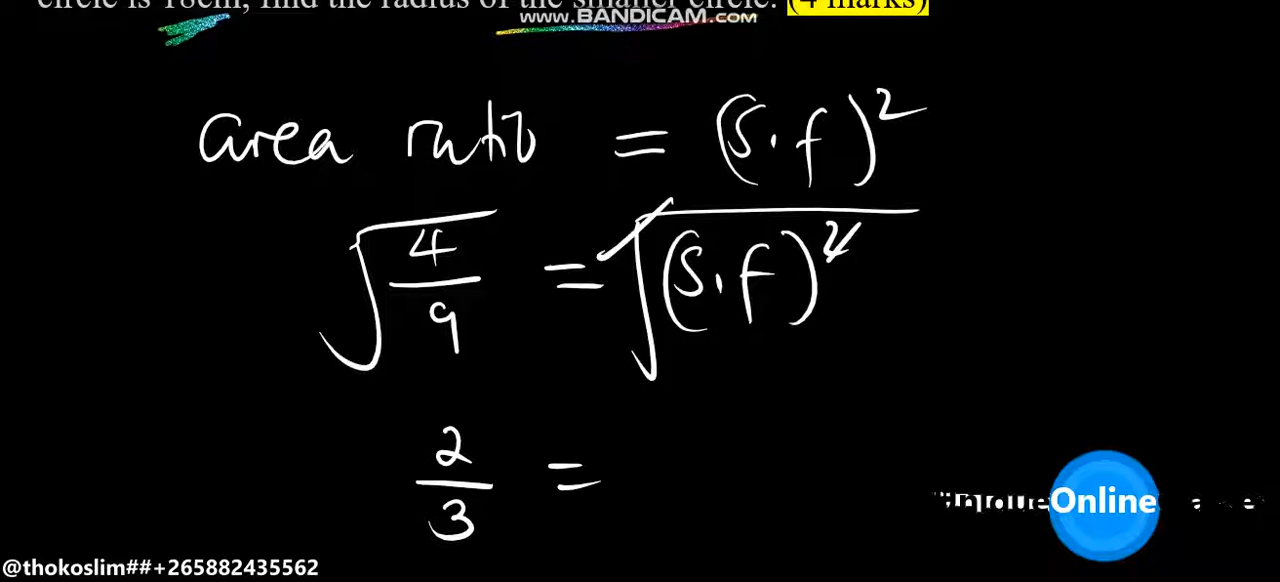 circle is 18cm, find the radius of the smaller circle. (4 marks)
www.BANDICAM.com
area ratio = (S.f)²
√(4/9) = √(S.f)²
2/3 =
Online
@thokoslim##+265882435562